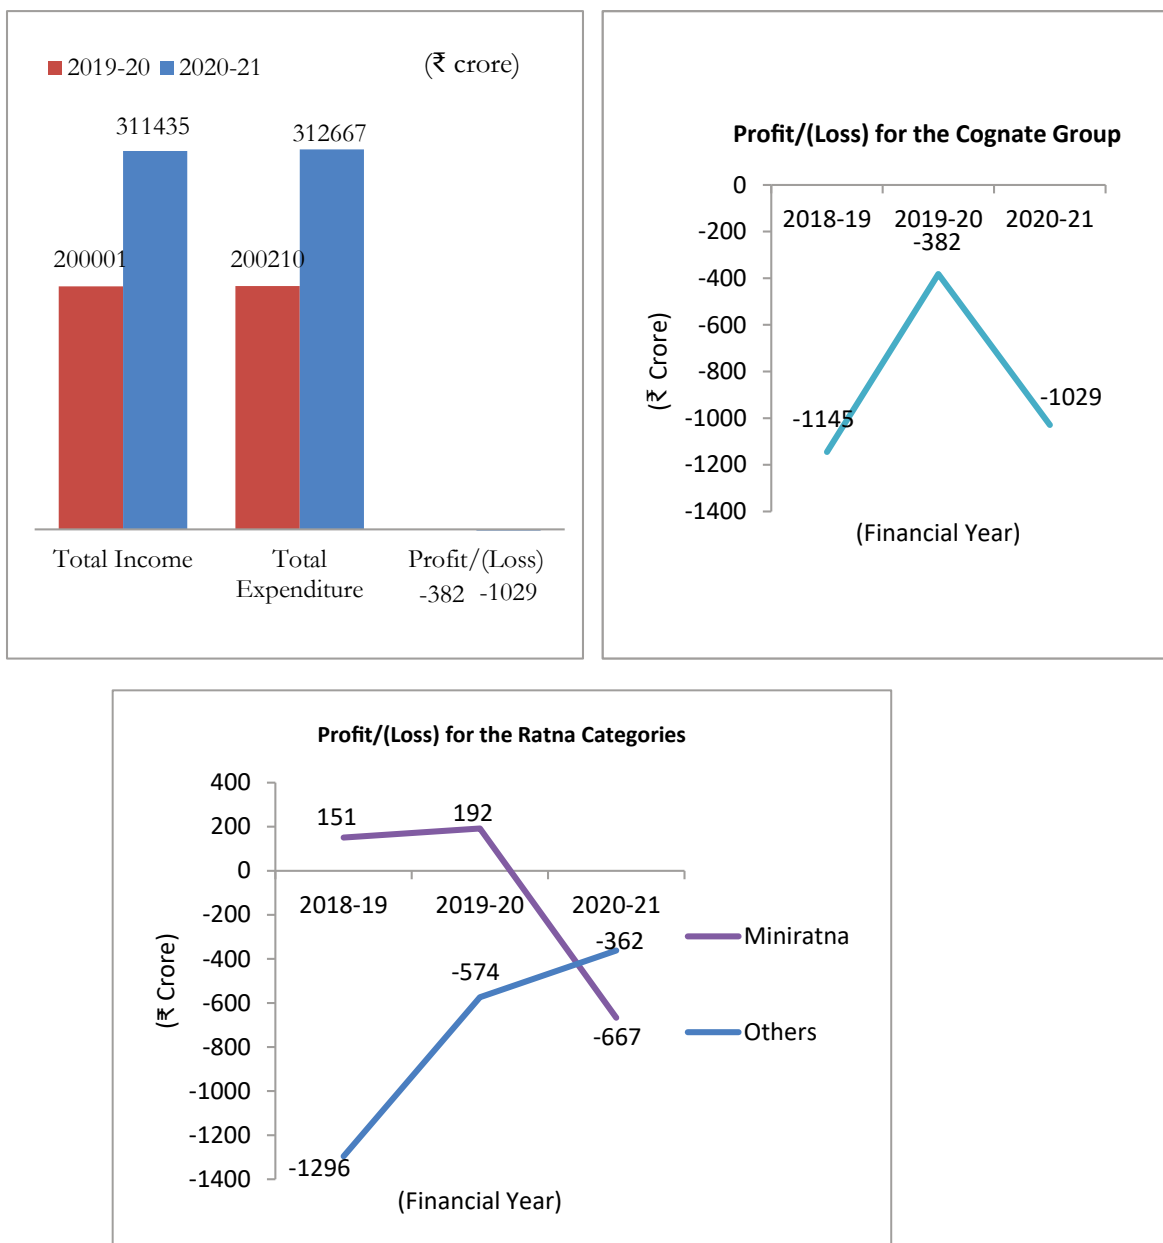 2019-20 2020-21 (₹ crore)
311435 312667
200001 200210
Total Income Total Expenditure Profit/(Loss)
-382 -1029
Profit/(Loss) for the Cognate Group
0
-200
-400
-600
-800
-1000
-1200
-1400
(₹ Crore)
2018-19 2019-20 2020-21
-382
-1145
-1029
(Financial Year)
Profit/(Loss) for the Ratna Categories
400
200
0
-200
-400
-600
-800
-1000
-1200
-1400
(₹ Crore)
151 192
2018-19 2019-20 2020-21
-362
-574
-667
-1296
Miniratna
Others
(Financial Year)